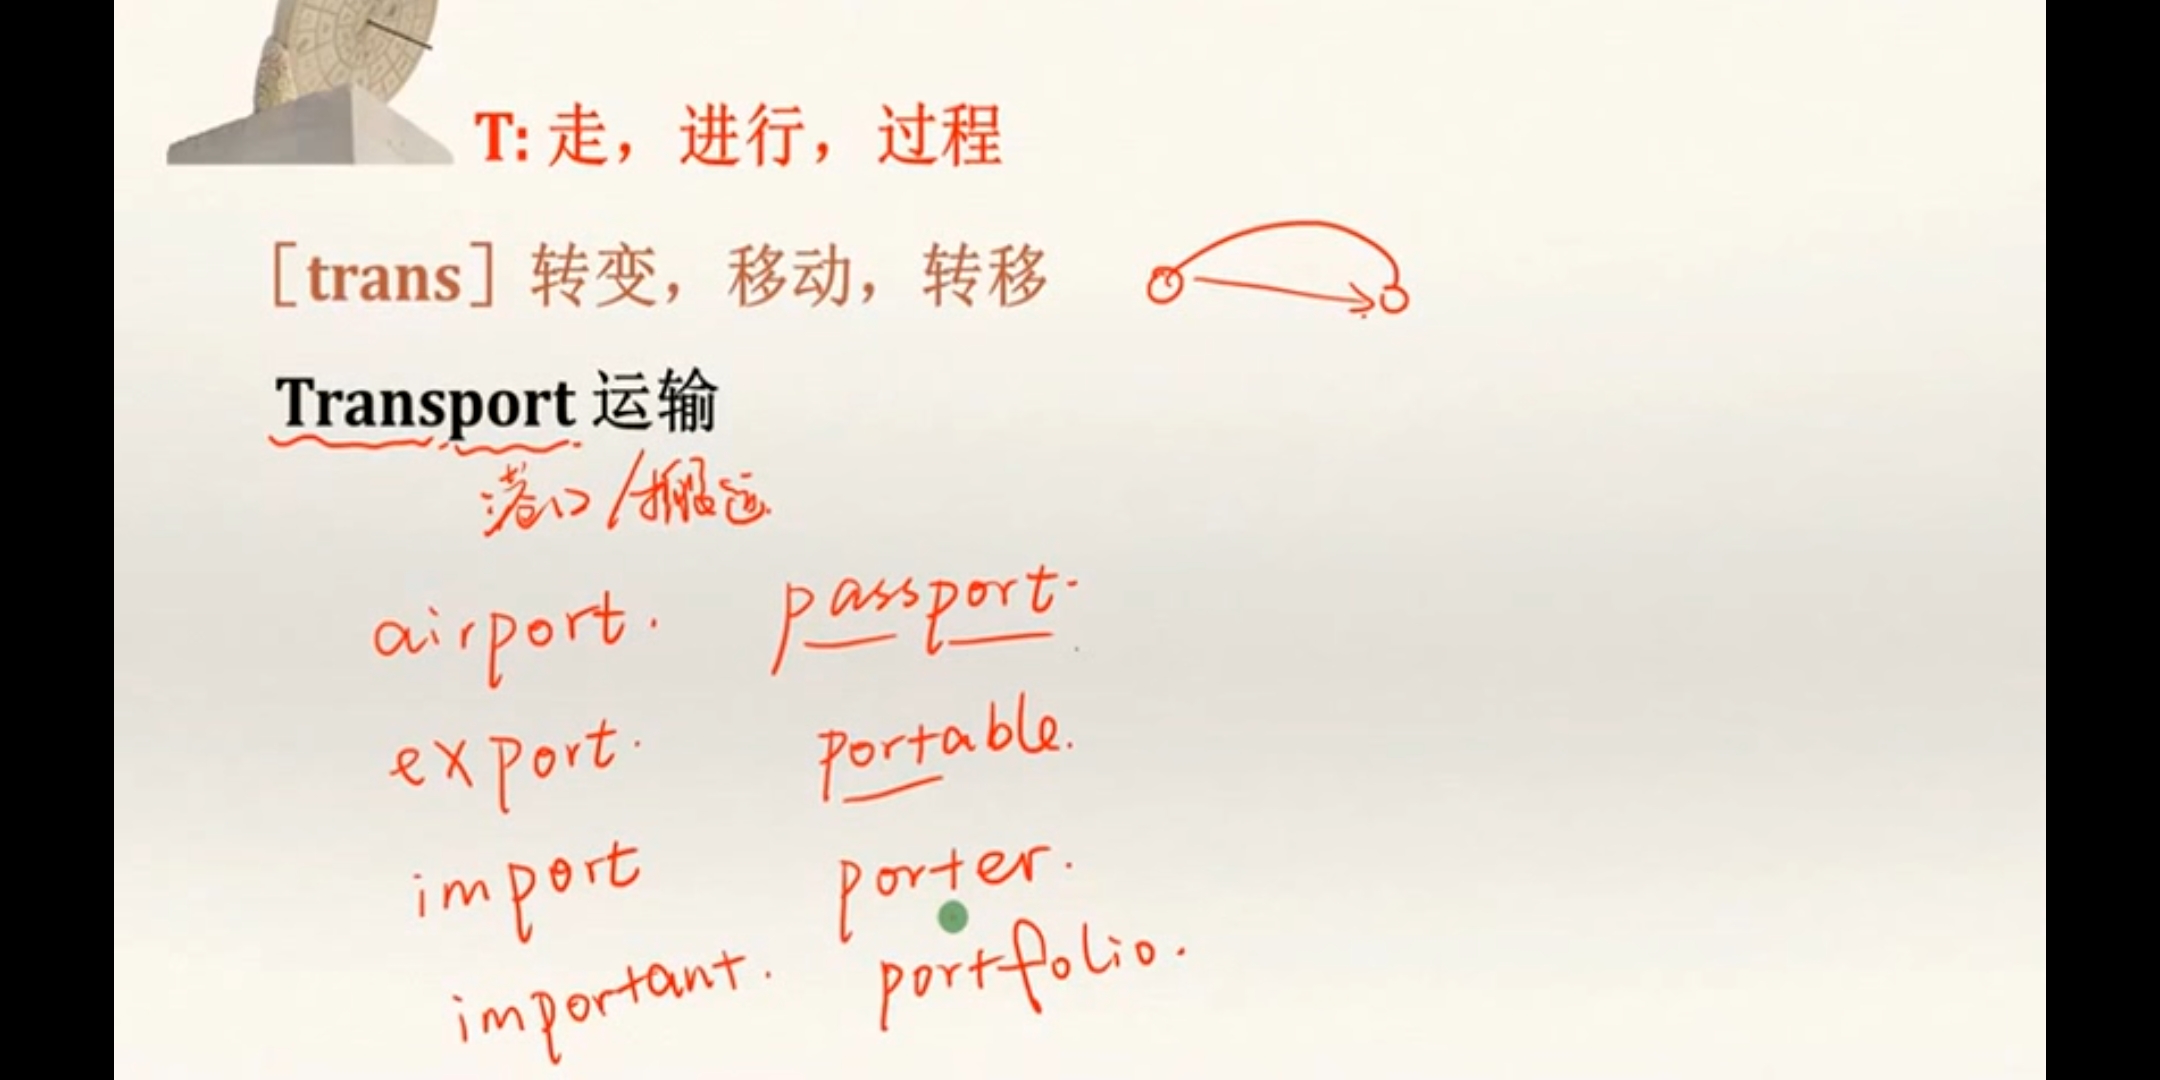 T: 走，进行，过程
［trans］转变，移动，转移
Transport 运输
港口/搬运
airport. passport.
export. portable.
import porter.
important. portfolio.